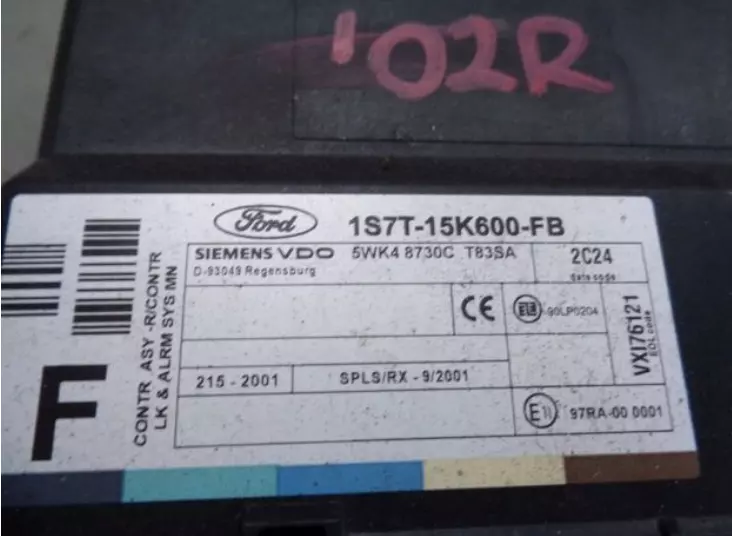 '02R
Ford
1S7T-15K600-FB
SIEMENS VDO 5WK4 8730C T83SA
D-93049 Regensburg
2C24
date code
CE
90LP0204
VXI76121
EOL code
CONTR ASY -R/CONTR
LK & ALRM SYS MN
F
215 - 2001
SPLS/RX - 9/2001
E11
97RA-00 0001